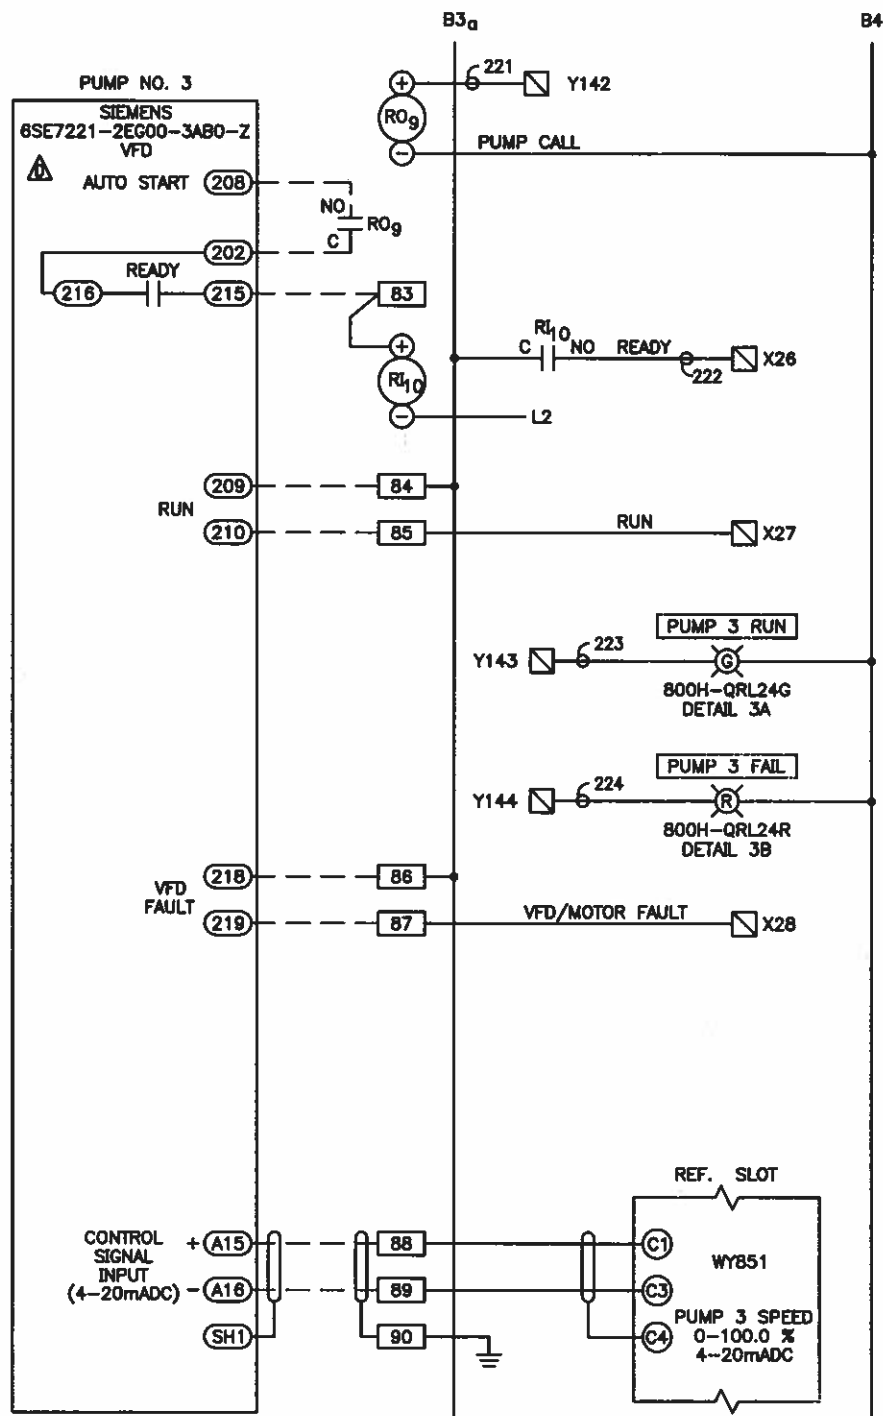 B3a B4
221
Y142
PUMP NO. 3
SIEMENS
6SE7221-2EG00-3AB0-Z
VFD
RO9
PUMP CALL
AUTO START 208
NO
RO9
C
202
READY
216 215 83
RI10
C NO READY X26
222
RI10
L2
209 84
RUN
210 85 RUN X27
PUMP 3 RUN
223
Y143 G
800H-QRL24G
DETAIL 3A
PUMP 3 FAIL
224
Y144 R
800H-QRL24R
DETAIL 3B
218 86
VFD
FAULT
219 87 VFD/MOTOR FAULT X28
REF. SLOT
CONTROL
SIGNAL
INPUT
(4-20mADC)
+ A15 88 C1
WY851
- A16 89 C3
PUMP 3 SPEED
0-100.0 %
4-20mADC
SH1 90 C4